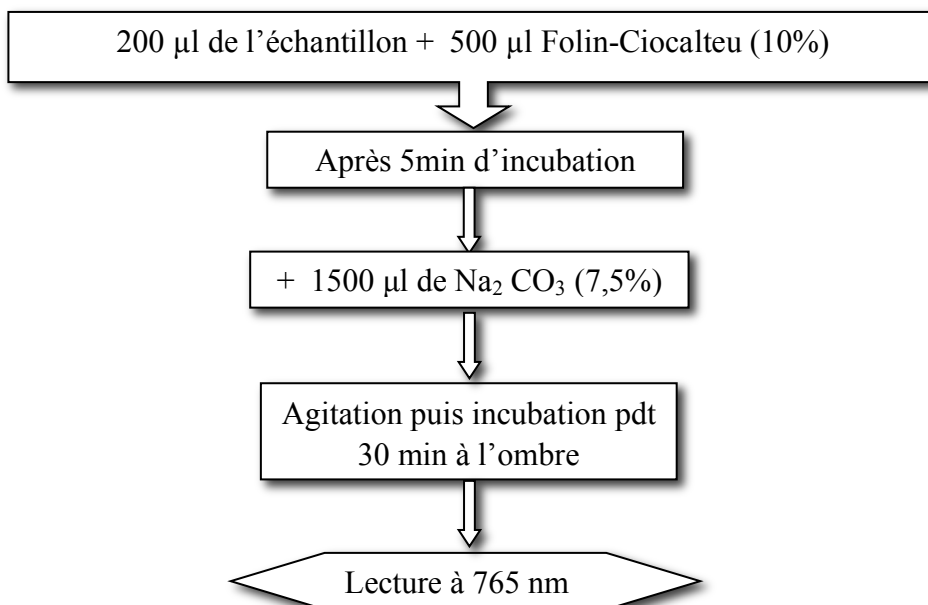 200 µl de l’échantillon + 500 µl Folin-Ciocalteu (10%)
Après 5min d’incubation
+ 1500 µl de Na₂ CO₃ (7,5%)
Agitation puis incubation pdt
30 min à l’ombre
Lecture à 765 nm